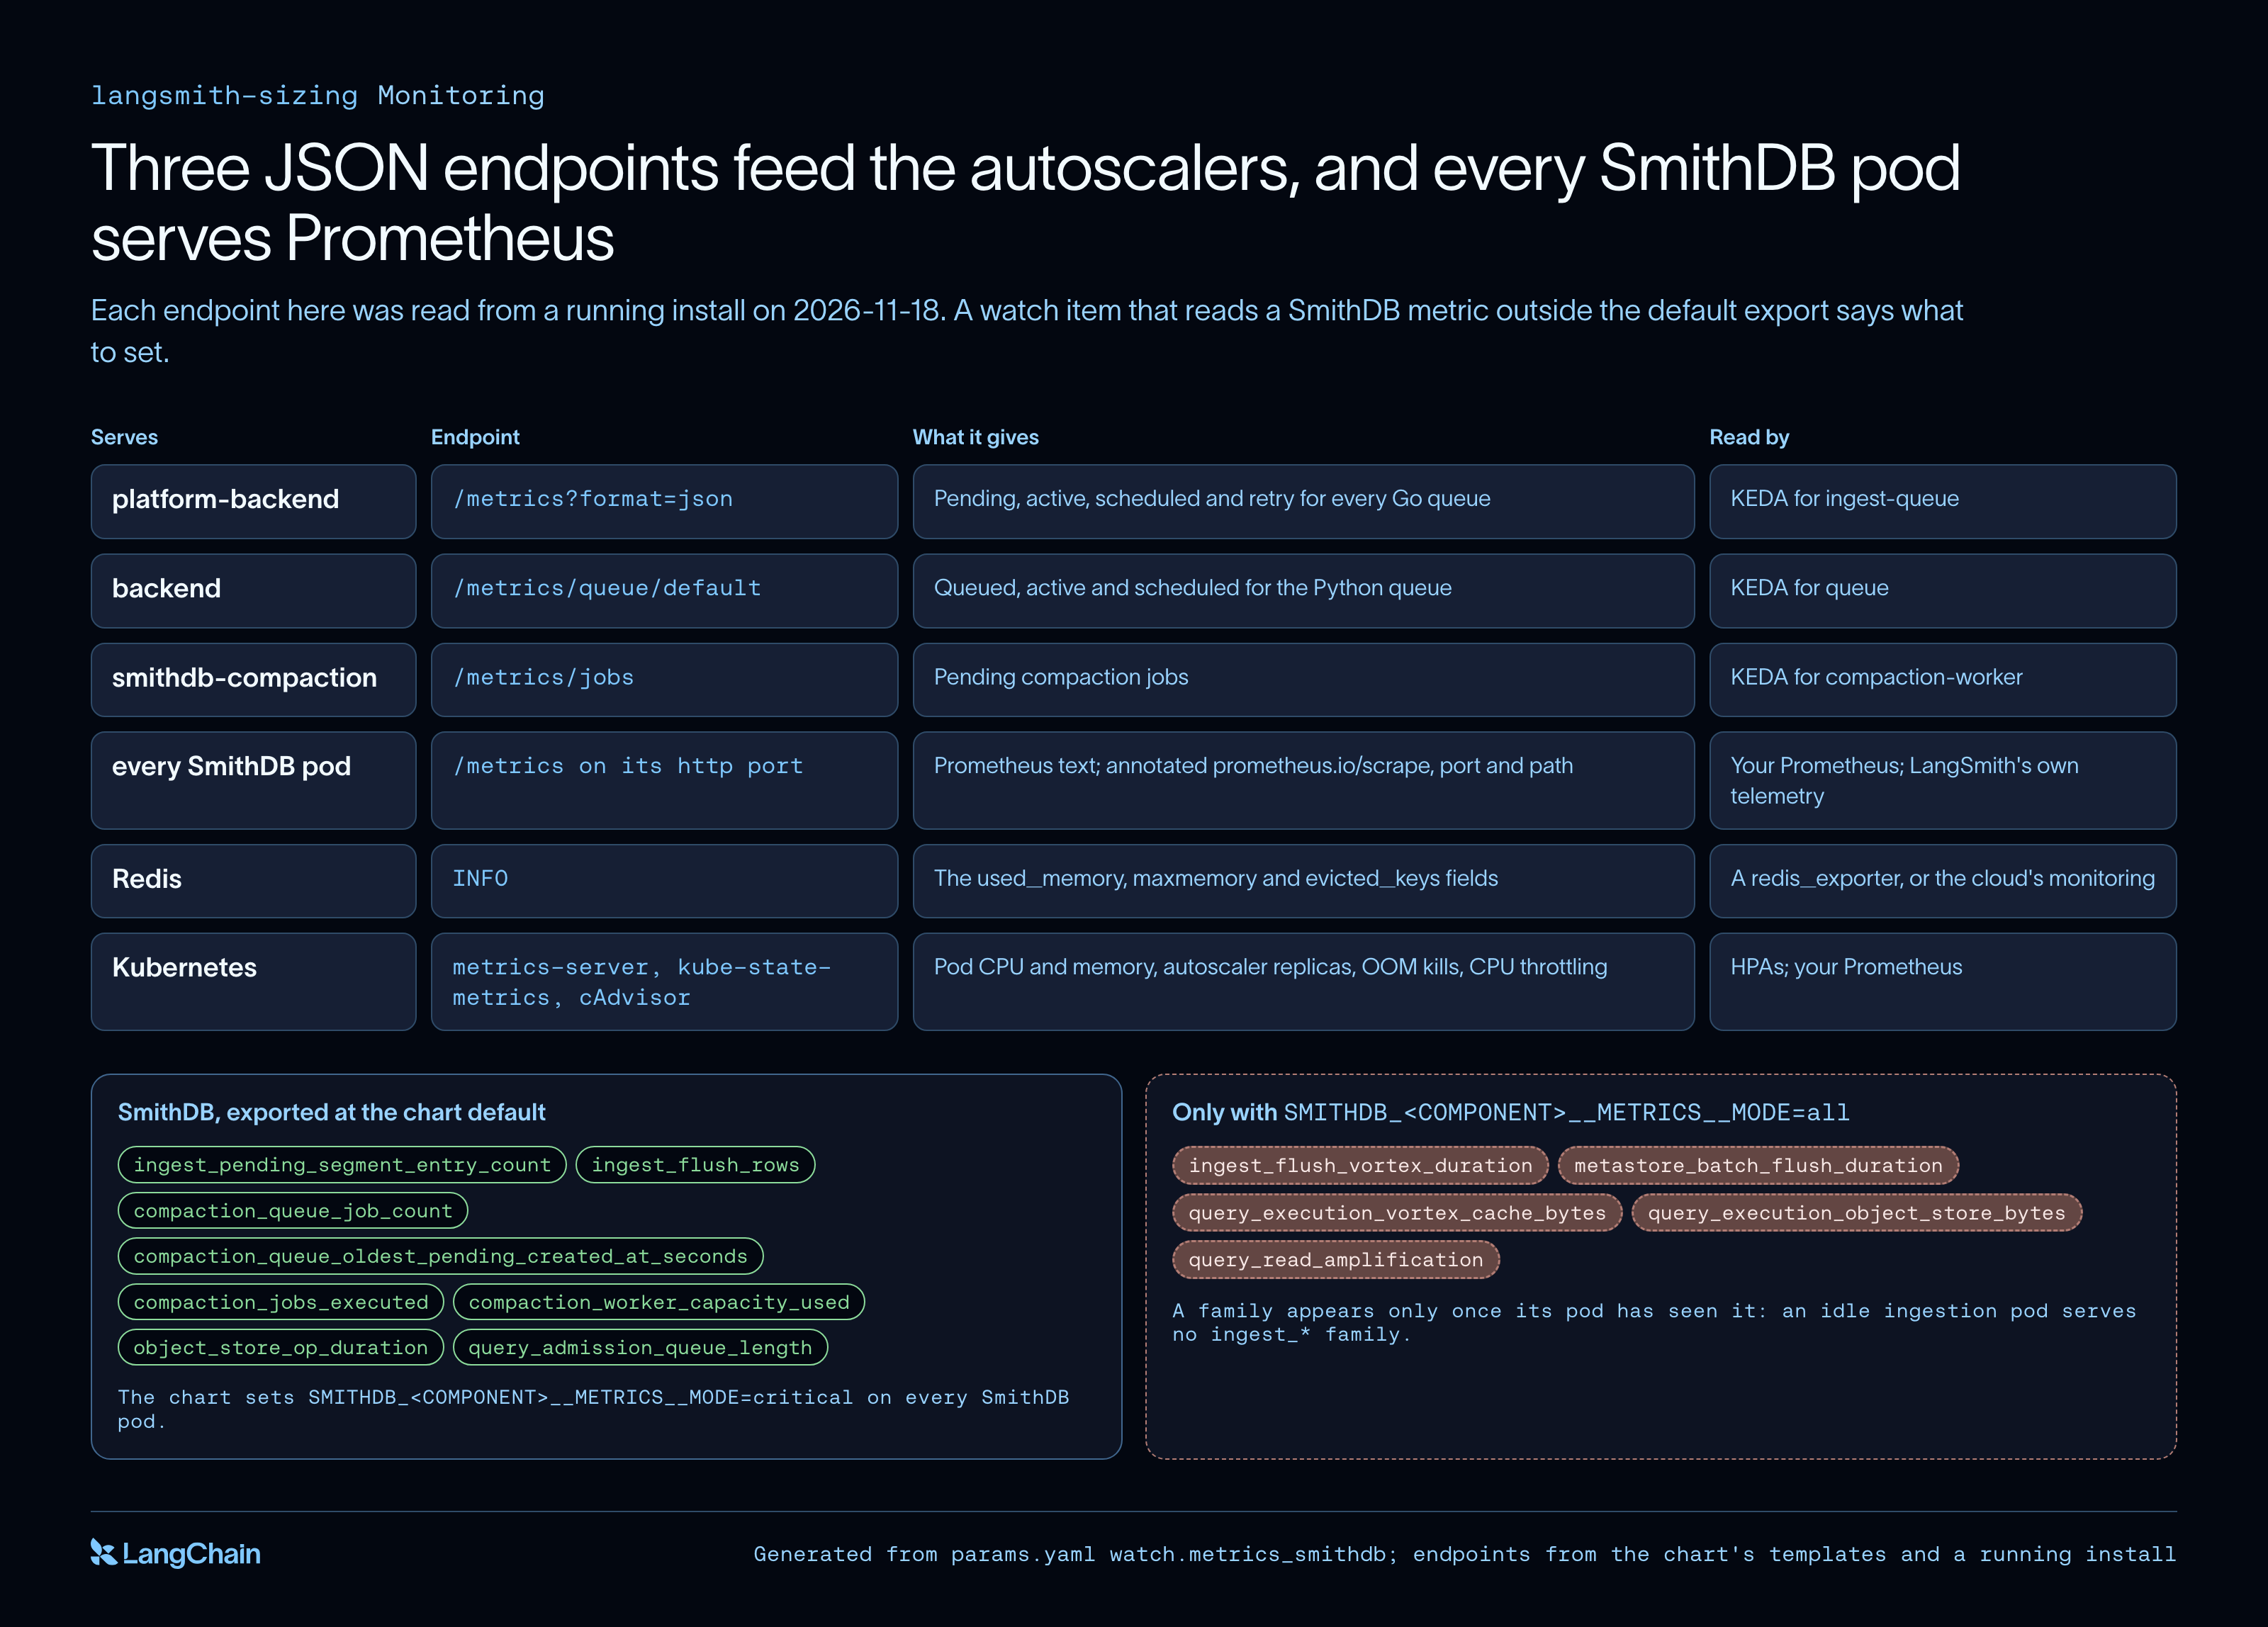 langsmith-sizing Monitoring
Three JSON endpoints feed the autoscalers, and every SmithDB pod
serves Prometheus
Each endpoint here was read from a running install on 2026-11-18. A watch item that reads a SmithDB metric outside the default export says what
to set.
Serves Endpoint What it gives Read by
platform-backend /metrics?format=json Pending, active, scheduled and retry for every Go queue KEDA for ingest-queue
backend /metrics/queue/default Queued, active and scheduled for the Python queue KEDA for queue
smithdb-compaction /metrics/jobs Pending compaction jobs KEDA for compaction-worker
every SmithDB pod /metrics on its http port Prometheus text; annotated prometheus.io/scrape, port and path Your Prometheus; LangSmith's own
telemetry
Redis INFO The used_memory, maxmemory and evicted_keys fields A redis_exporter, or the cloud's monitoring
Kubernetes metrics-server, kube-state- Pod CPU and memory, autoscaler replicas, OOM kills, CPU throttling HPAs; your Prometheus
metrics, cAdvisor
SmithDB, exported at the chart default
ingest_pending_segment_entry_count ingest_flush_rows
compaction_queue_job_count
compaction_queue_oldest_pending_created_at_seconds
compaction_jobs_executed compaction_worker_capacity_used
object_store_op_duration query_admission_queue_length
The chart sets SMITHDB_<COMPONENT>__METRICS__MODE=critical on every SmithDB
pod.
Only with SMITHDB_<COMPONENT>__METRICS__MODE=all
ingest_flush_vortex_duration metastore_batch_flush_duration
query_execution_vortex_cache_bytes query_execution_object_store_bytes
query_read_amplification
A family appears only once its pod has seen it: an idle ingestion pod serves
no ingest_* family.
LangChain Generated from params.yaml watch.metrics_smithdb; endpoints from the chart's templates and a running install